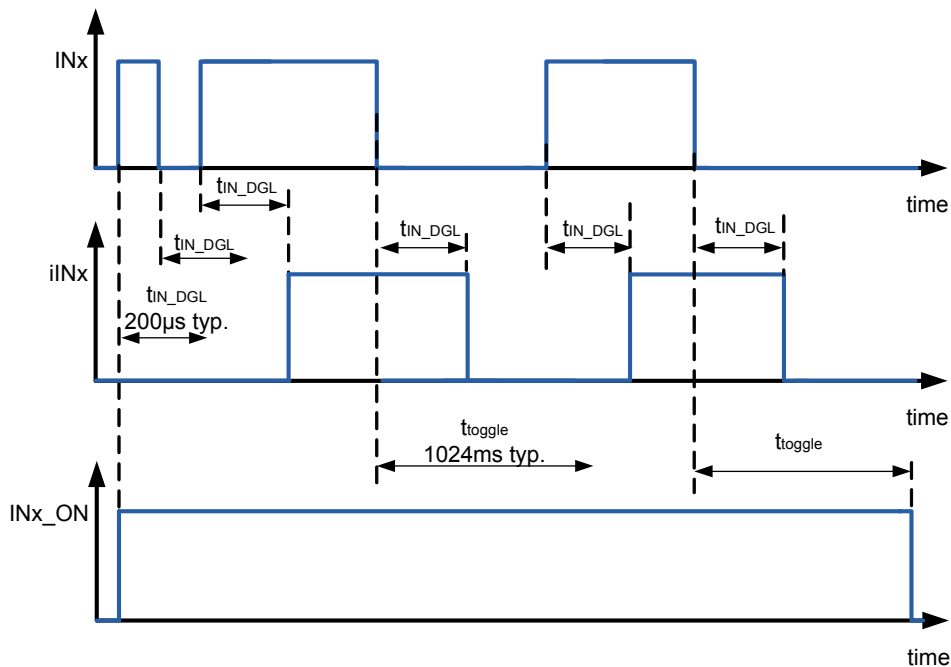 INx
time
tIN_DGL
tIN_DGL
tIN_DGL
tIN_DGL
tIN_DGL
iINx
tIN_DGL
200µs typ.
time
ttoggle
1024ms typ.
ttoggle
INx_ON
time